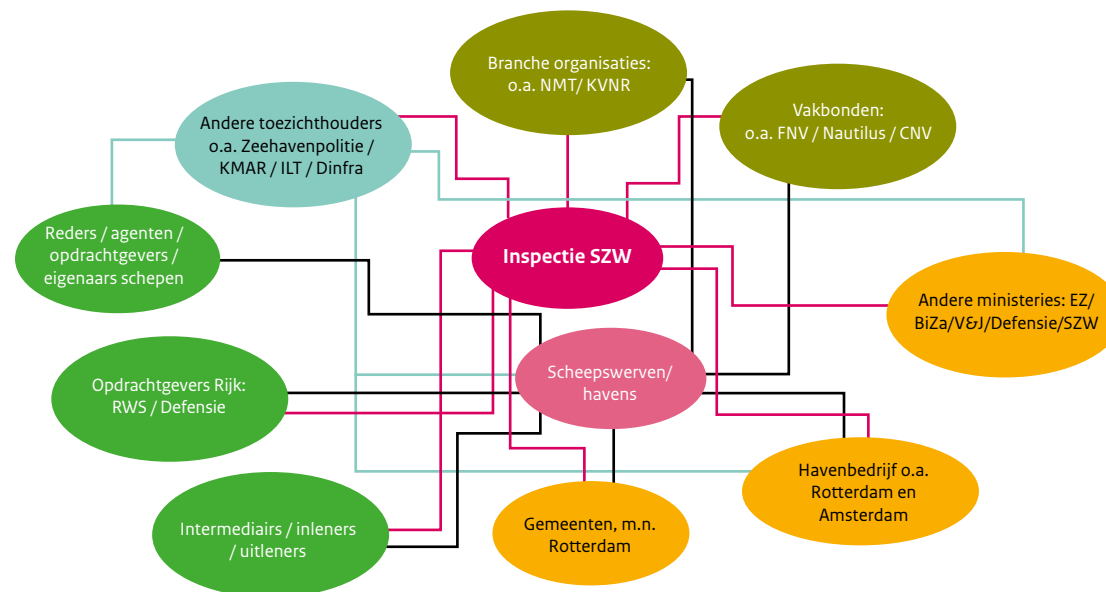 Branche organisaties:
o.a. NMT/ KVNR
Vakbonden:
o.a. FNV / Nautilus / CNV
Andere toezichthouders
o.a. Zeehavenpolitie /
KMAR / ILT / Dinfra
Reders / agenten /
opdrachtgevers /
eigenaars schepen
Inspectie SZW
Andere ministeries: EZ/
BiZa/V&J/Defensie/SZW
Scheepswerven/
havens
Opdrachtgevers Rijk:
RWS / Defensie
Havenbedrijf o.a.
Rotterdam en
Amsterdam
Intermediairs / inleners
/ uitleners
Gemeenten, m.n.
Rotterdam